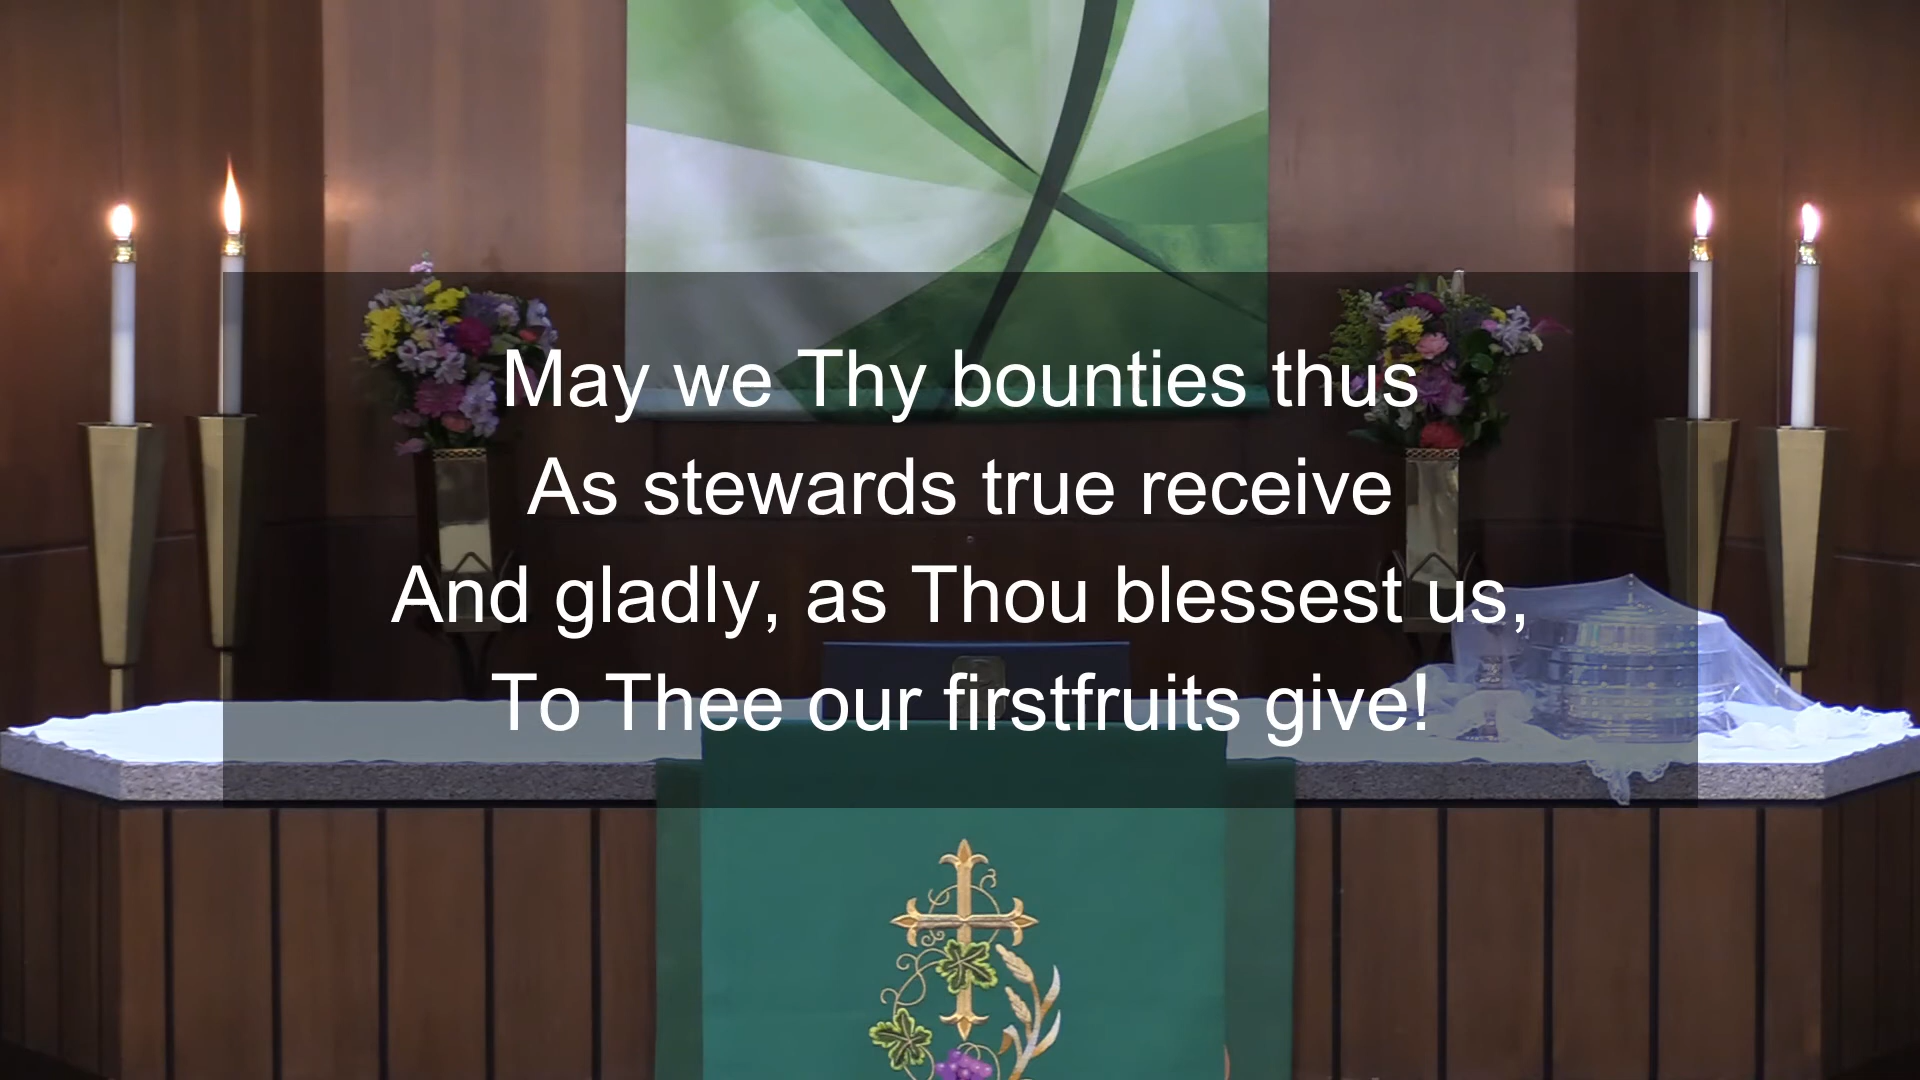 May we Thy bounties thus
As stewards true receive
And gladly, as Thou blessest us,
To Thee our firstfruits give!